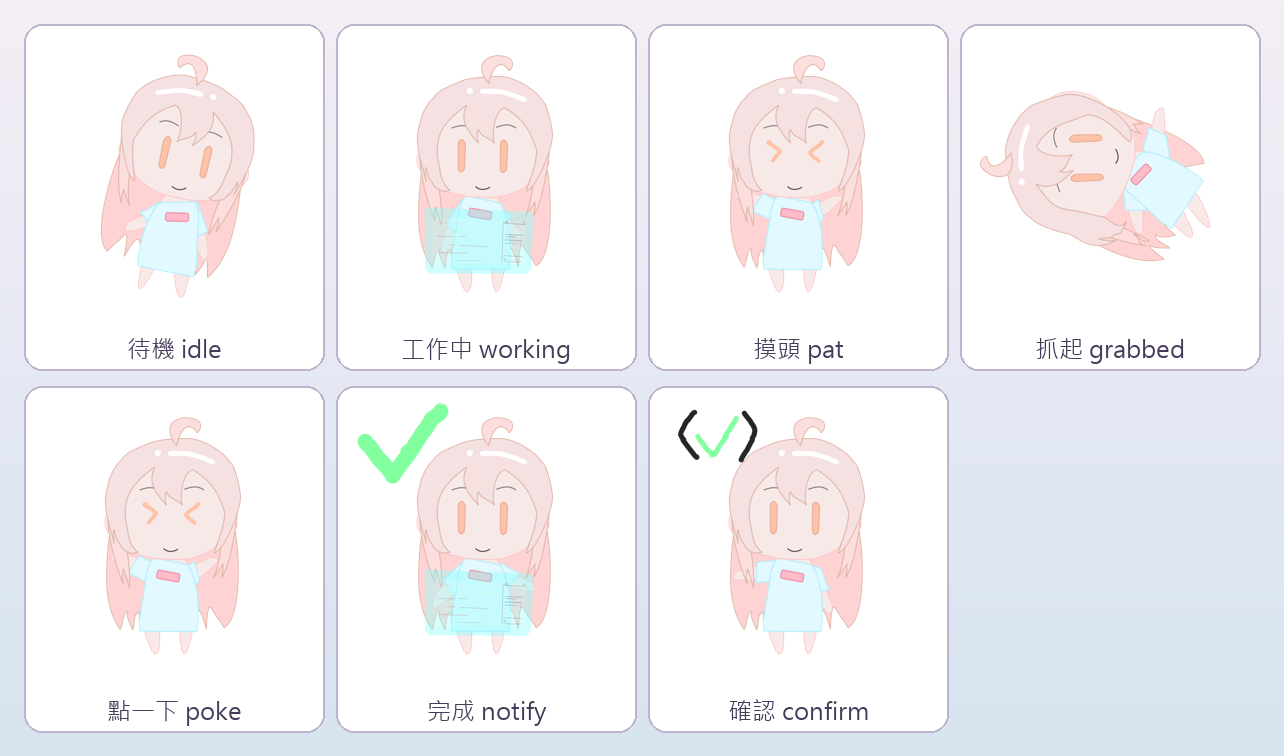 待機 idle
工作中 working
摸頭 pat
抓起 grabbed
點一下 poke
完成 notify
確認 confirm